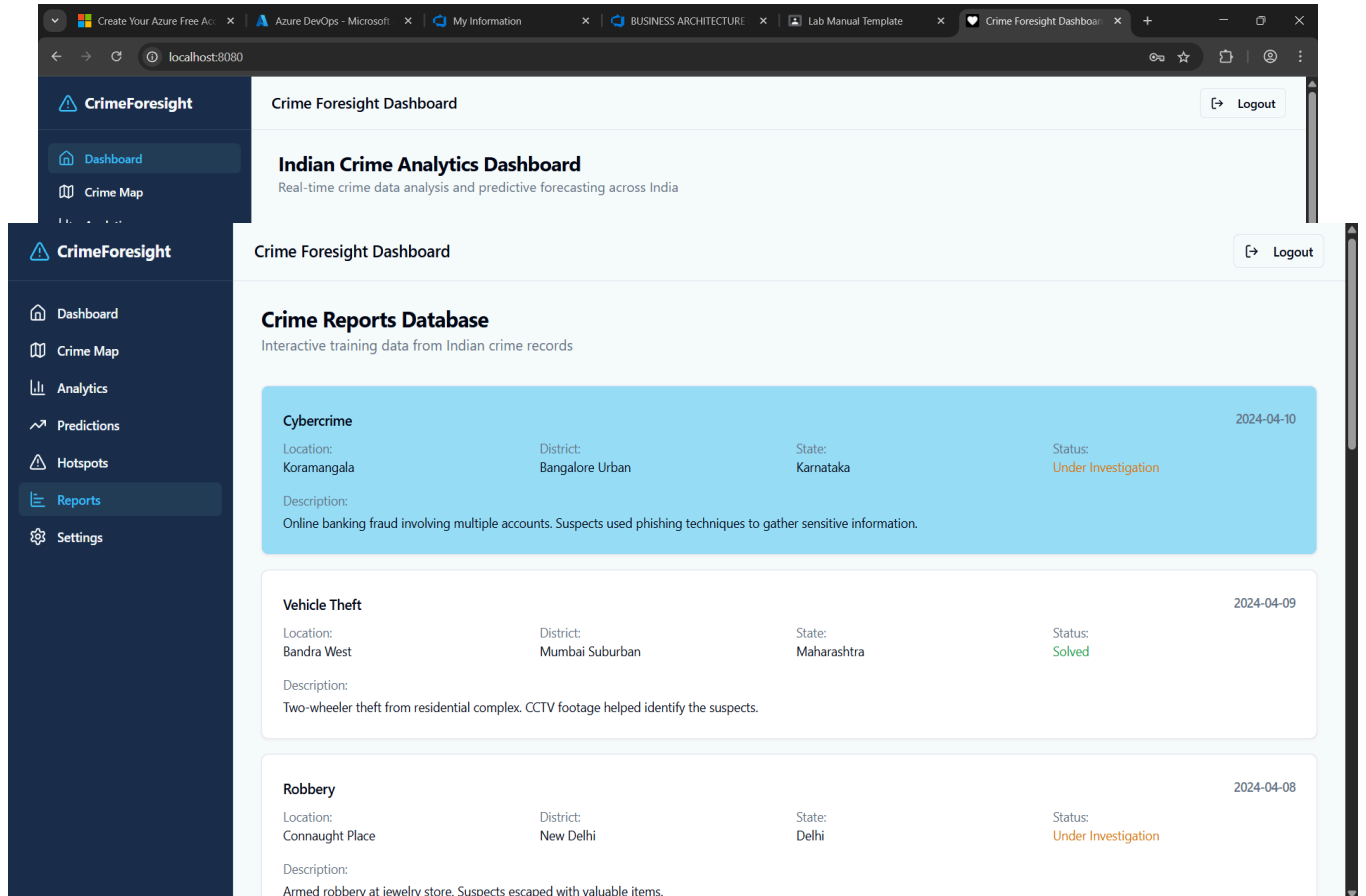 Create Your Azure Free Acc
Azure DevOps - Microsoft
My Information
BUSINESS ARCHITECTURE
Lab Manual Template
Crime Foresight Dashboar
localhost:8080
CrimeForesight
Crime Foresight Dashboard
Logout
Dashboard
Crime Map
Indian Crime Analytics Dashboard
Real-time crime data analysis and predictive forecasting across India
CrimeForesight
Crime Foresight Dashboard
Logout
Dashboard
Crime Map
Analytics
Predictions
Hotspots
Reports
Settings
Crime Reports Database
Interactive training data from Indian crime records
Cybercrime
2024-04-10
Location:
Koramangala
District:
Bangalore Urban
State:
Karnataka
Status:
Under Investigation
Description:
Online banking fraud involving multiple accounts. Suspects used phishing techniques to gather sensitive information.
Vehicle Theft
2024-04-09
Location:
Bandra West
District:
Mumbai Suburban
State:
Maharashtra
Status:
Solved
Description:
Two-wheeler theft from residential complex. CCTV footage helped identify the suspects.
Robbery
2024-04-08
Location:
Connaught Place
District:
New Delhi
State:
Delhi
Status:
Under Investigation
Description:
Armed robbery at jewelry store. Suspects escaped with valuable items.